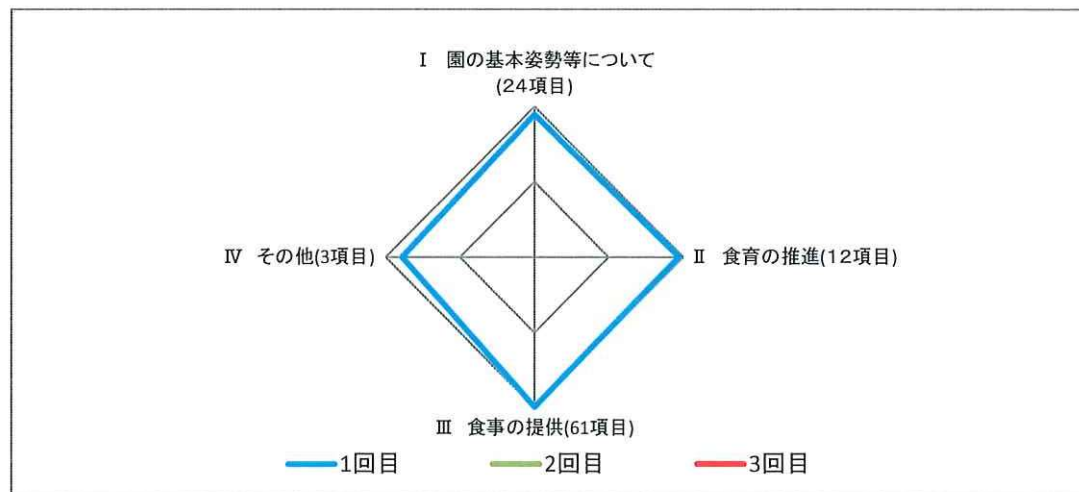 Ⅰ 園の基本姿勢等について
(24項目)
Ⅳ その他(3項目)
Ⅱ 食育の推進(12項目)
Ⅲ 食事の提供(61項目)
1回目 2回目 3回目